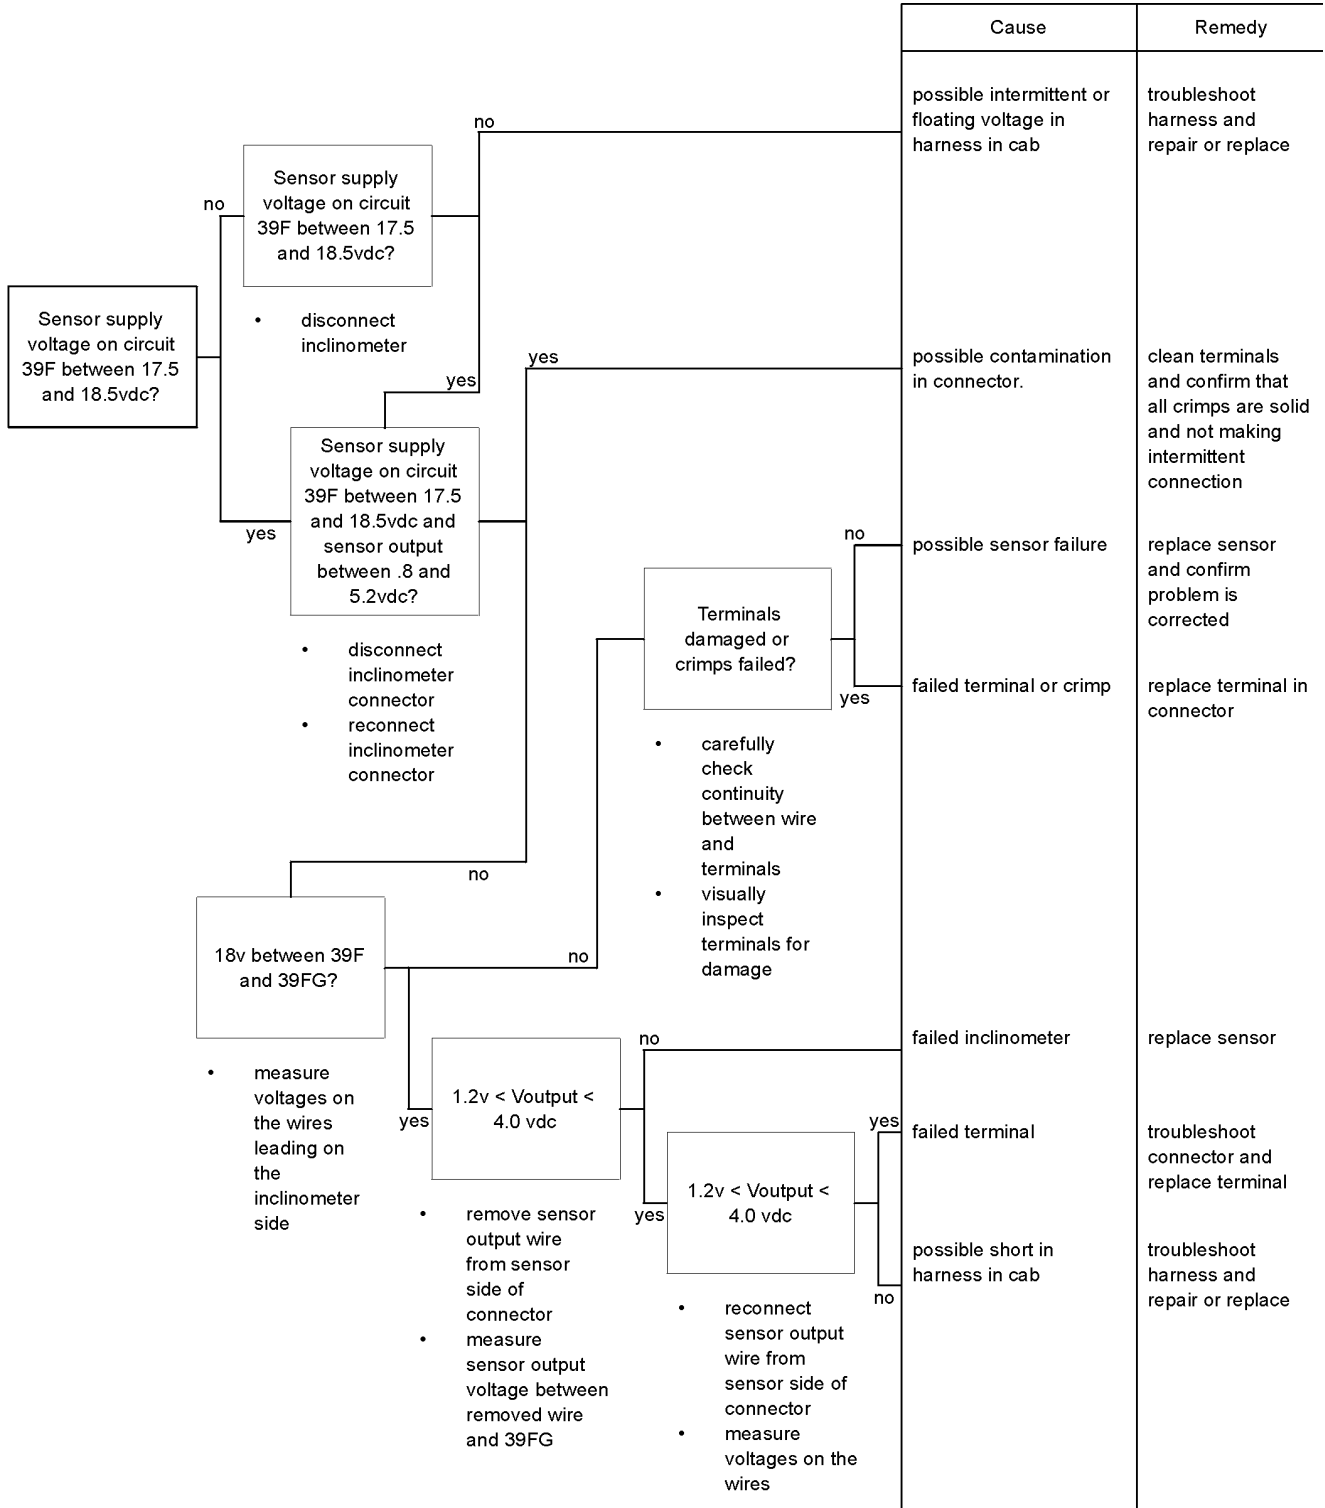 Cause
Remedy
possible intermittent or
floating voltage in
harness in cab
troubleshoot
harness and
repair or replace
no
Sensor supply
voltage on circuit
39F between 17.5
and 18.5vdc?
no
• disconnect
inclinometer
Sensor supply
voltage on circuit
39F between 17.5
and 18.5vdc?
yes
yes
possible contamination
in connector.
clean terminals
and confirm that
all crimps are solid
and not making
intermittent
connection
yes
Sensor supply
voltage on circuit
39F between 17.5
and 18.5vdc and
sensor output
between .8 and
5.2vdc?
• disconnect
inclinometer
connector
• reconnect
inclinometer
connector
no
possible sensor failure
replace sensor
and confirm
problem is
corrected
Terminals
damaged or
crimps failed?
yes
failed terminal or crimp
replace terminal in
connector
• carefully
check
continuity
between wire
and
terminals
• visually
inspect
terminals for
damage
no
18v between 39F
and 39FG?
no
• measure
voltages on
the wires
leading on
the
inclinometer
side
no
failed inclinometer
replace sensor
yes
1.2v < Voutput <
4.0 vdc
• remove sensor
output wire
from sensor
side of
connector
• measure
sensor output
voltage between
removed wire
and 39FG
yes
failed terminal
troubleshoot
connector and
replace terminal
yes
1.2v < Voutput <
4.0 vdc
possible short in
harness in cab
troubleshoot
harness and
repair or replace
no
• reconnect
sensor output
wire from
sensor side of
connector
• measure
voltages on the
wires